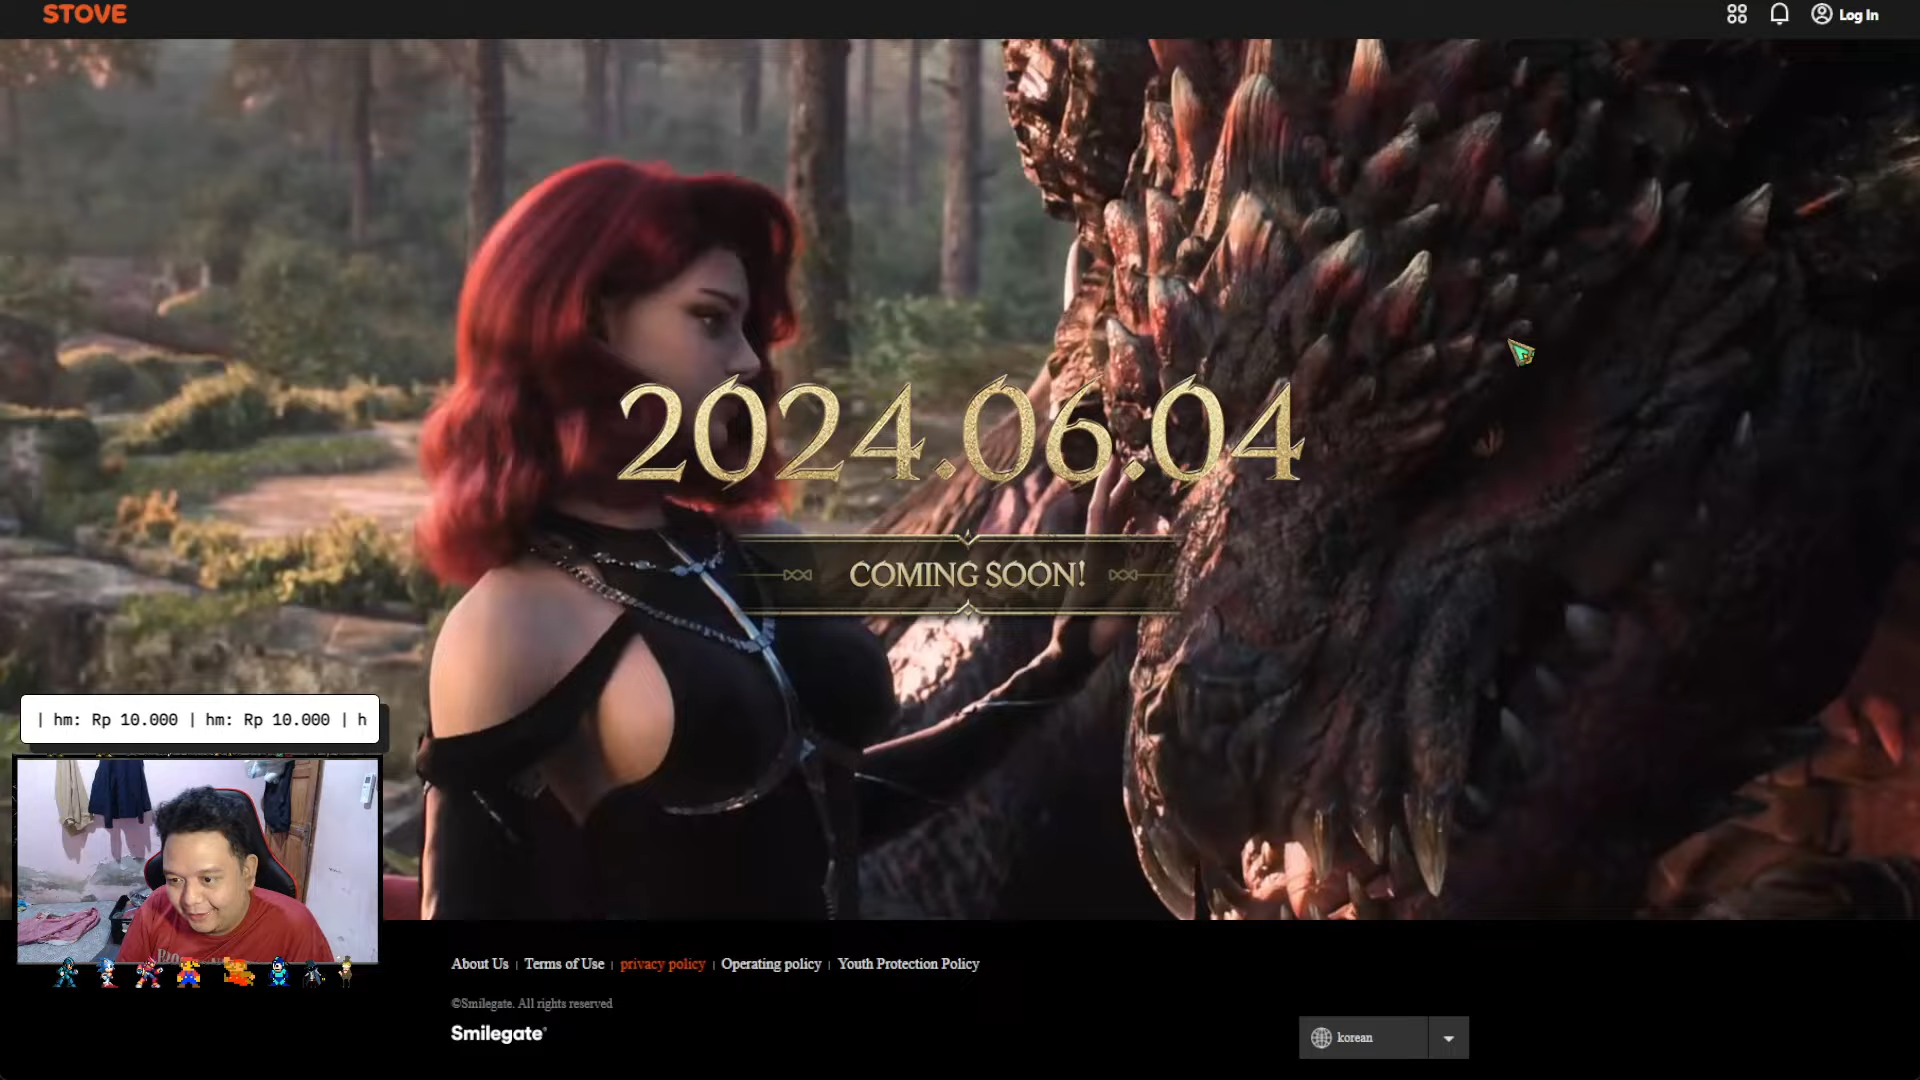 STOVE
Log In
2024.06.04
COMING SOON!
| hm: Rp 10.000 | hm: Rp 10.000 | h
About Us | Terms of Use | privacy policy | Operating policy | Youth Protection Policy
©Smilegate. All rights reserved
Smilegate
korean